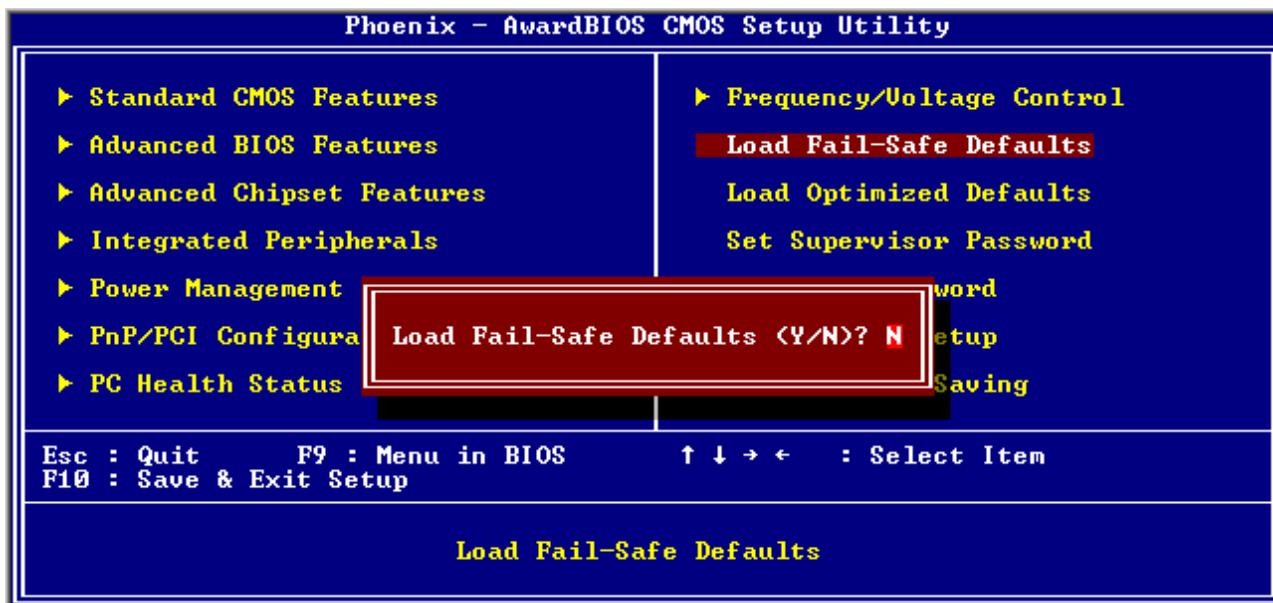 Phoenix - AwardBIOS CMOS Setup Utility
Standard CMOS Features
Advanced BIOS Features
Advanced Chipset Features
Integrated Peripherals
Power Management
PnP/PCI Configura
PC Health Status
Frequency/Voltage Control
Load Fail-Safe Defaults
Load Optimized Defaults
Set Supervisor Password
word
etup
Saving
Load Fail-Safe Defaults (Y/N)? N
Esc : Quit F9 : Menu in BIOS ↑ ↓ → ← : Select Item
F10 : Save & Exit Setup
Load Fail-Safe Defaults